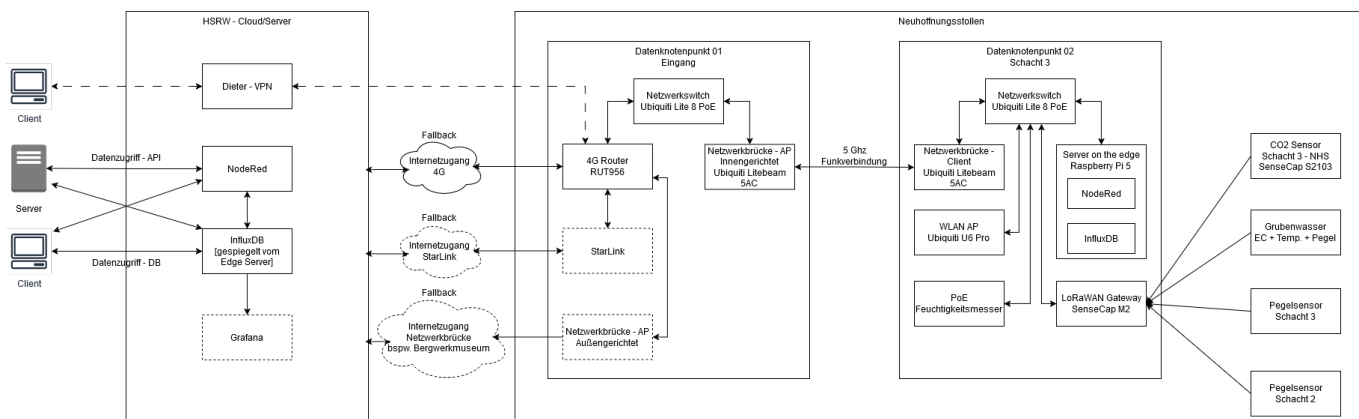 HSRW - Cloud/Server
Neuhoffnungsstollen
Datenknotenpunkt 01
Eingang
Datenknotenpunkt 02
Schacht 3
Client
Dieter - VPN
Netzwerkswitch
Ubiquiti Lite 8 PoE
Netzwerkswitch
Ubiquiti Lite 8 PoE
Server
Datenzugriff - API
NodeRed
Fallback
Internetzugang
4G
4G Router
RUT956
Netzwerkbrücke - AP
Innengerichtet
Ubiquiti Litebeam
5AC
5 Ghz
Funkverbindung
Netzwerkbrücke -
Client
Ubiquiti Litebeam
5AC
Server on the edge
Raspberry Pi 5
NodeRed
InfluxDB
CO2 Sensor
Schacht 3 - NHS
SenseCap S2103
Client
Datenzugriff - DB
InfluxDB
[gespiegelt vom
Edge Server]
Fallback
Internetzugang
StarLink
StarLink
WLAN AP
Ubiquiti U6 Pro
Grubenwasser
EC + Temp. + Pegel
Grafana
Fallback
Internetzugang
Netzwerkbrücke
bspw. Bergwerkmuseum
Netzwerkbrücke - AP
Außengerichtet
PoE
Feuchtigkeitsmesser
LoRaWAN Gateway
SenseCap M2
Pegelsensor
Schacht 3
Pegelsensor
Schacht 2